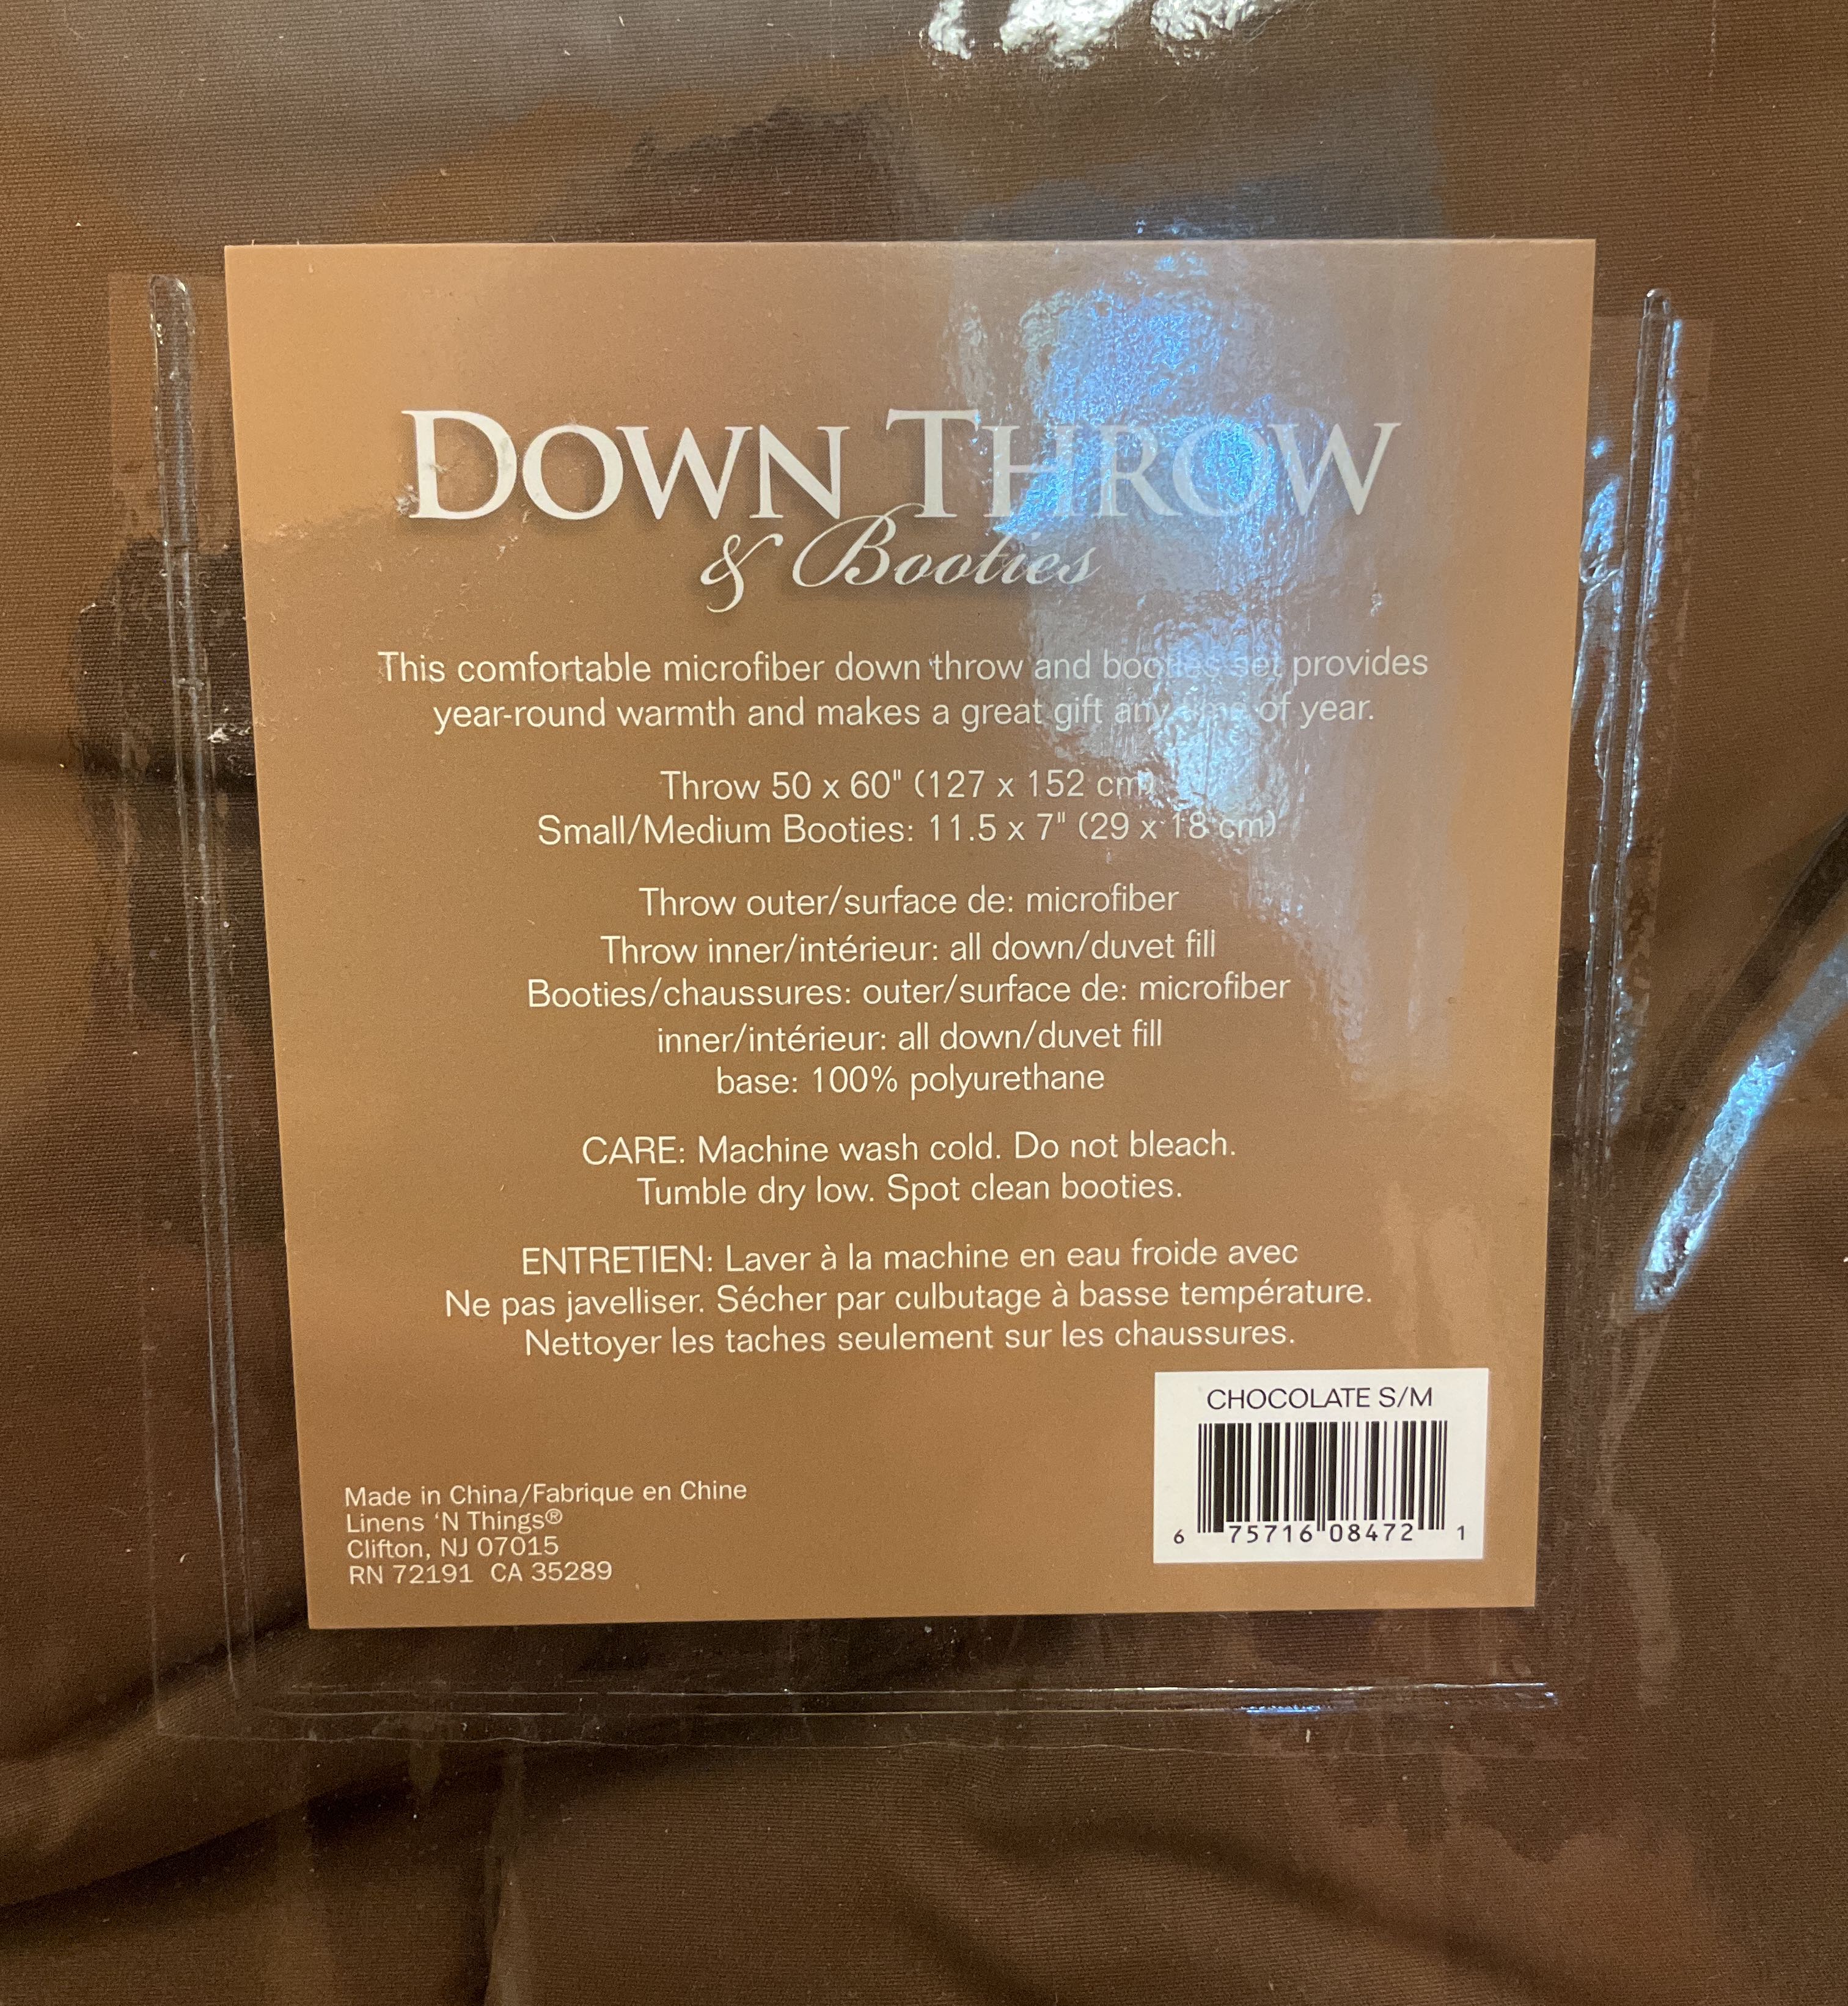 DOWN THROW
& Booties
This comfortable microfiber down throw and booties set provides
year-round warmth and makes a great gift any time of year.
Throw 50 x 60" (127 x 152 cm)
Small/Medium Booties: 11.5 x 7" (29 x 18 cm)
Throw outer/surface de: microfiber
Throw inner/intérieur: all down/duvet fill
Booties/chaussures: outer/surface de: microfiber
inner/intérieur: all down/duvet fill
base: 100% polyurethane
CARE: Machine wash cold. Do not bleach.
Tumble dry low. Spot clean booties.
ENTRETIEN: Laver à la machine en eau froide avec
Ne pas javelliser. Sécher par culbutage à basse température.
Nettoyer les taches seulement sur les chaussures.
CHOCOLATE S/M
6 75716 08472 1
Made in China/Fabrique en Chine
Linens 'N Things®
Clifton, NJ 07015
RN 72191 CA 35289